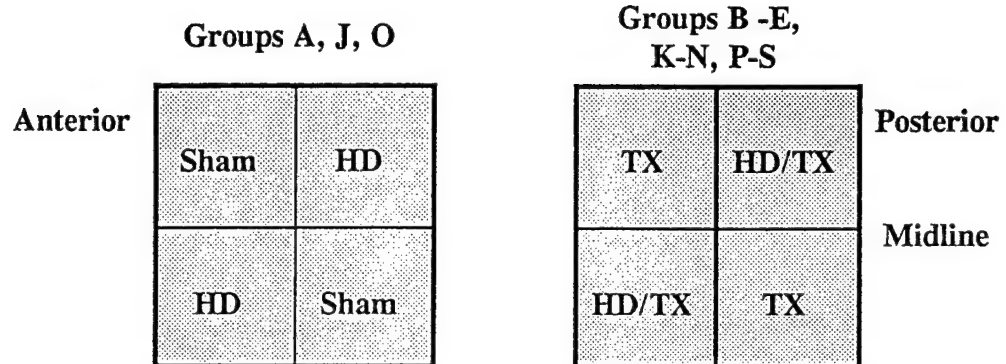 Groups A, J, O
Groups B -E,
K-N, P-S
Anterior
Sham HD
HD Sham
TX HD/TX
HD/TX TX
Posterior
Midline